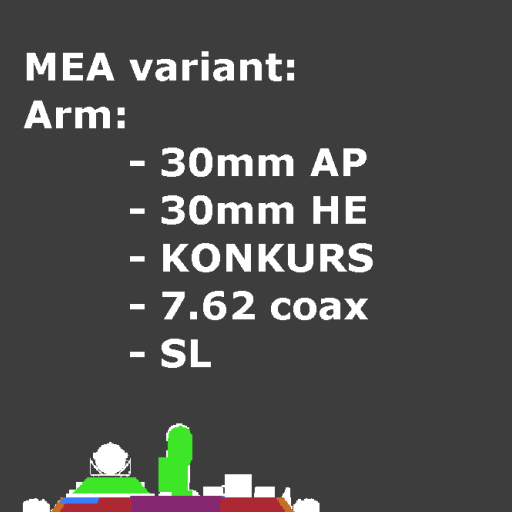 MEA variant:
Arm:
- 30mm AP
- 30mm HE
- KONKURS
- 7.62 coax
- SL